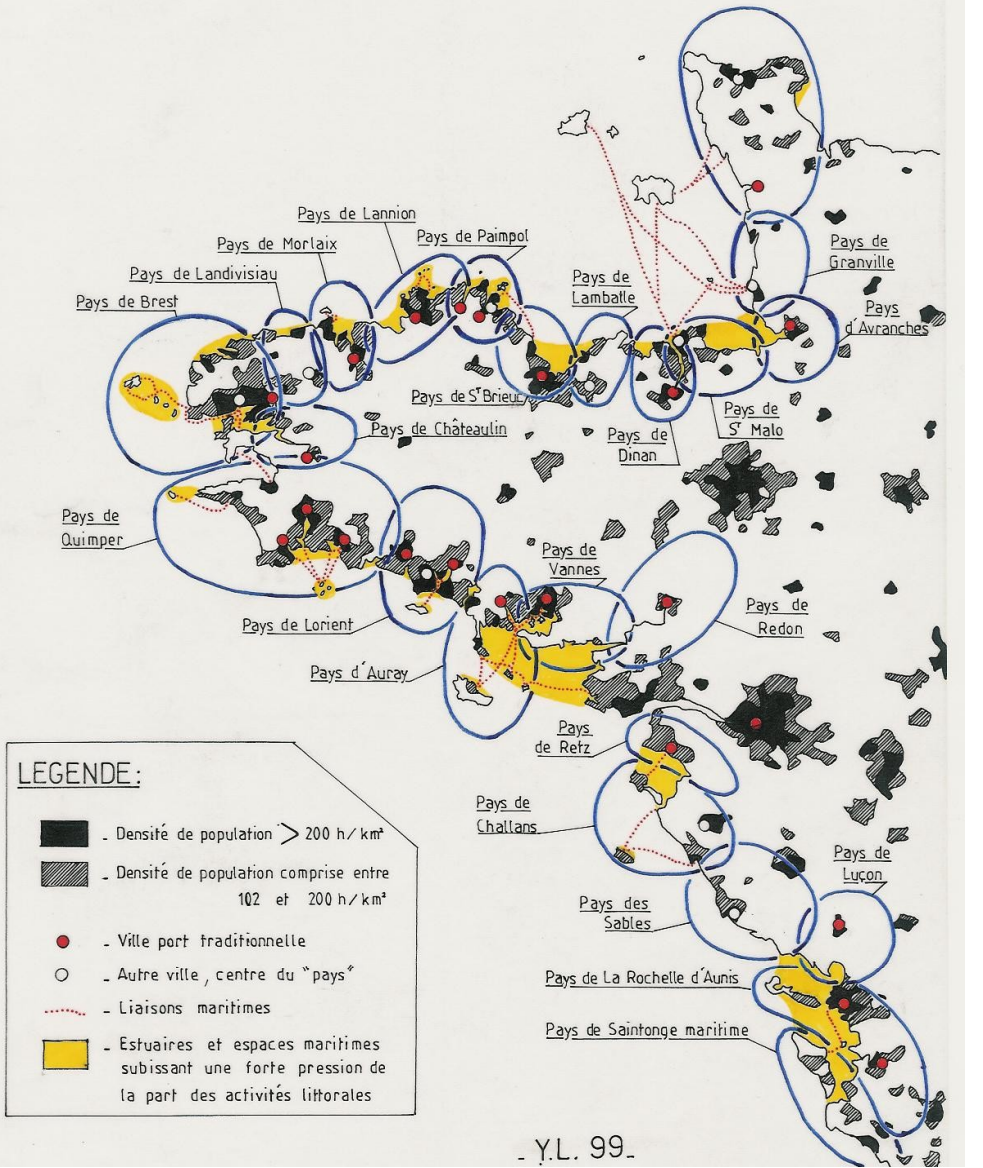 Pays de Lannion
Pays de Paimpol
Pays de Morlaix
Pays de Landivisiau
Pays de Brest
Pays de
Lamballe
Pays de
Granville
Pays
d'Avranches
Pays de St Brieuc
Pays de Châteaulin
Pays de
Dinan
Pays de
St Malo
Pays de
Quimper
Pays de
Vannes
Pays de
Redon
Pays de Lorient
Pays d'Auray
Pays
de Retz
Pays de
Challans
Pays de
Luçon
Pays des
Sables
Pays de La Rochelle d'Aunis
Pays de Saintonge maritime
LEGENDE:
- Densité de population > 200 h/km²
- Densité de population comprise entre
102 et 200 h/km²
- Ville port traditionnelle
- Autre ville, centre du "pays"
- Liaisons maritimes
- Estuaires et espaces maritimes
subissant une forte pression de
la part des activités littorales
- Y.L. 99 -